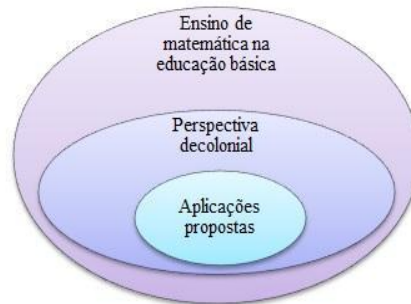 Ensino de
matemática na
educação básica
Perspectiva
decolonial
Aplicações
propostas